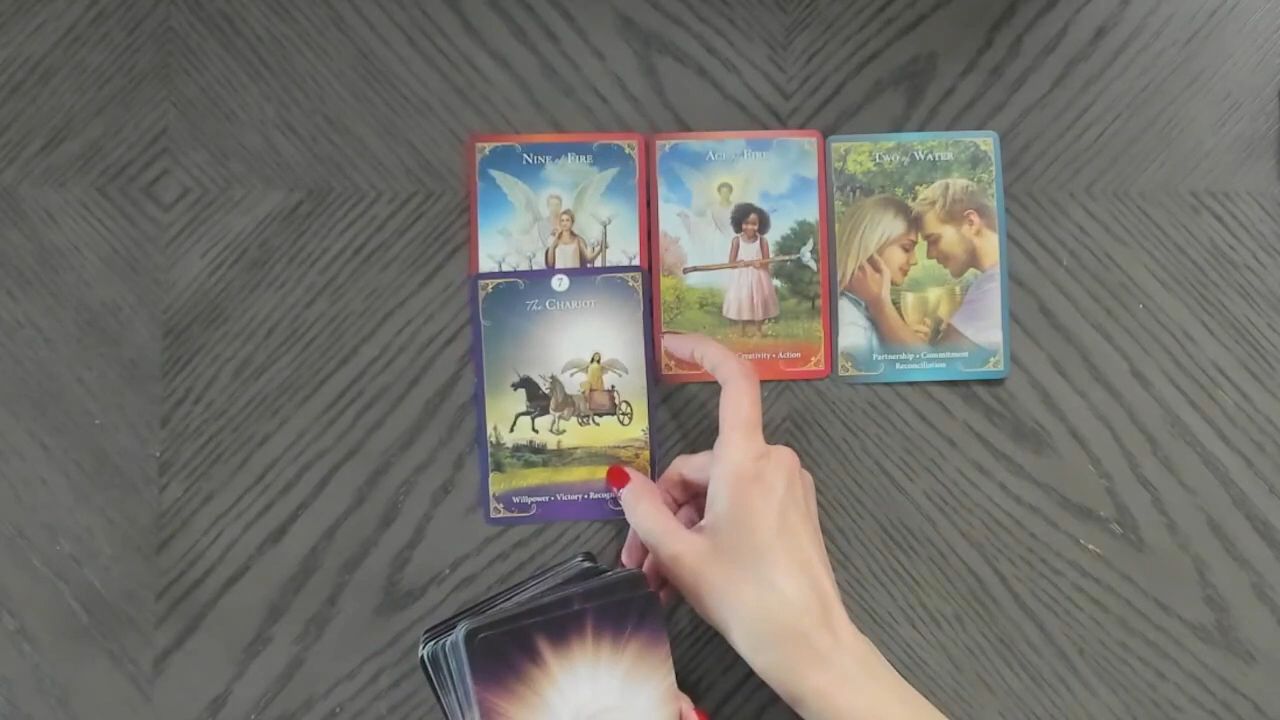 NINE of FIRE
ACE of FIRE
TWO of WATER
Creativity • Action
Partnership • Commitment
Reconciliation
7
The CHARIOT
Willpower • Victory •